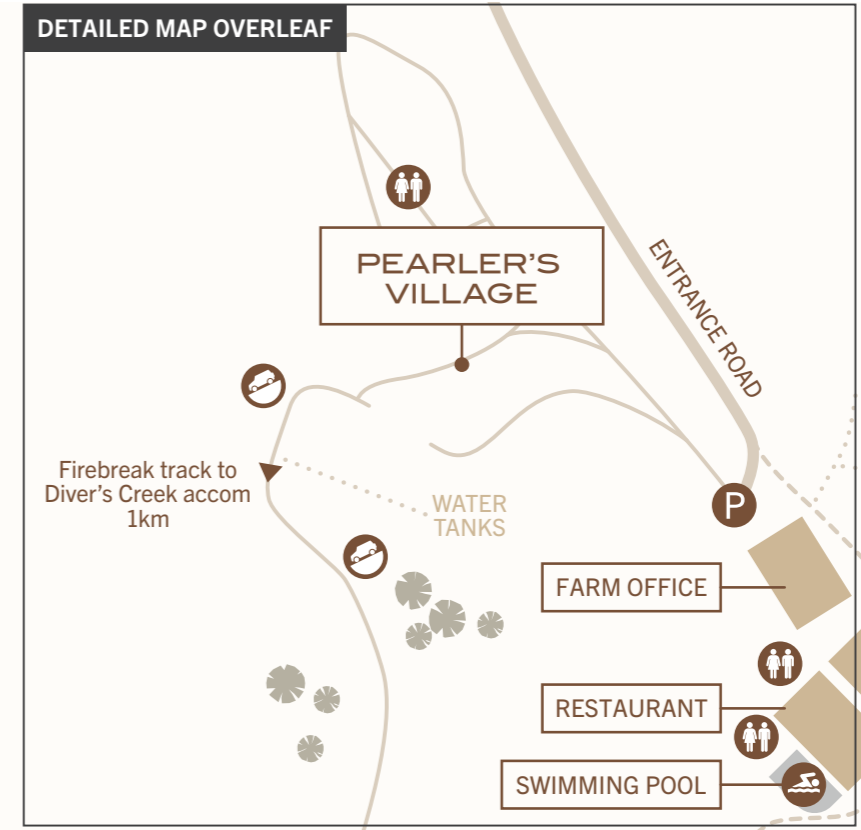 DETAILED MAP OVERLEAF
PEARLER'S
VILLAGE
ENTRANCE ROAD
Firebreak track to
Diver's Creek accom
1km
WATER
TANKS
P
FARM OFFICE
RESTAURANT
SWIMMING POOL